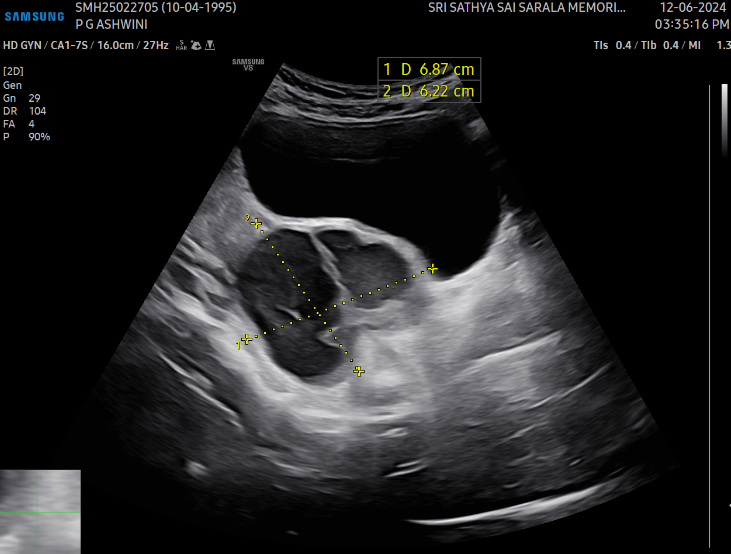 SAMSUNG
SMH25022705 (10-04-1995)
P G ASHWINI
SRI SATHYA SAI SARALA MEMORI...
12-06-2024
03:35:16 PM
HD GYN / CA1-7S / 16.0cm / 27Hz
S
HAR
TIs 0.4 / TIb 0.4 / MI 1.3
[2D]
Gen
Gn 29
DR 104
FA 4
P 90%
SAMSUNG
V8
1 D 6.87 cm
2 D 6.22 cm
2
1